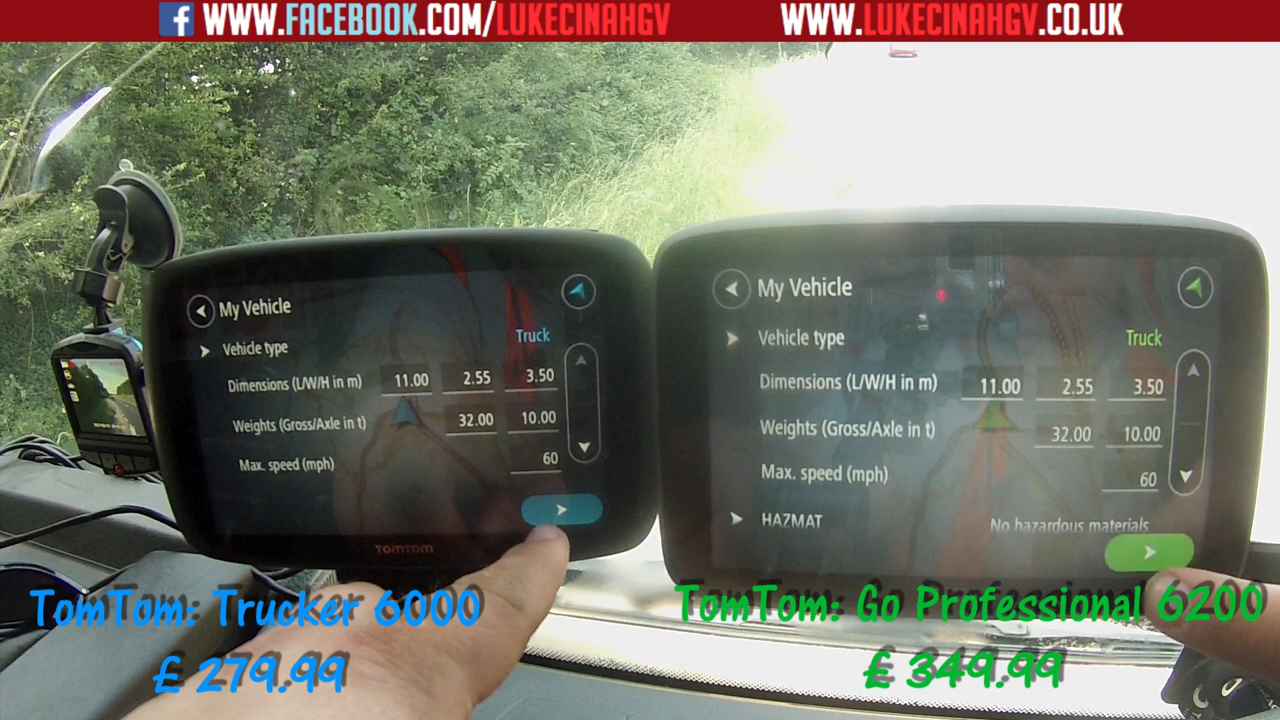 WWW.FACEBOOK.COM/LUKECINAHGV
WWW.LUKECINAHGV.CO.UK
My Vehicle
Vehicle type Truck
Dimensions (L/W/H in m) 11.00 2.55 3.50
Weights (Gross/Axle in t) 32.00 10.00
Max. speed (mph) 60
TOMTOM
My Vehicle
Vehicle type Truck
Dimensions (L/W/H in m) 11.00 2.55 3.50
Weights (Gross/Axle in t) 32.00 10.00
Max. speed (mph) 60
HAZMAT No hazardous materials
TomTom: Trucker 6000
£ 279.99
TomTom: Go Professional 6200
£ 349.99